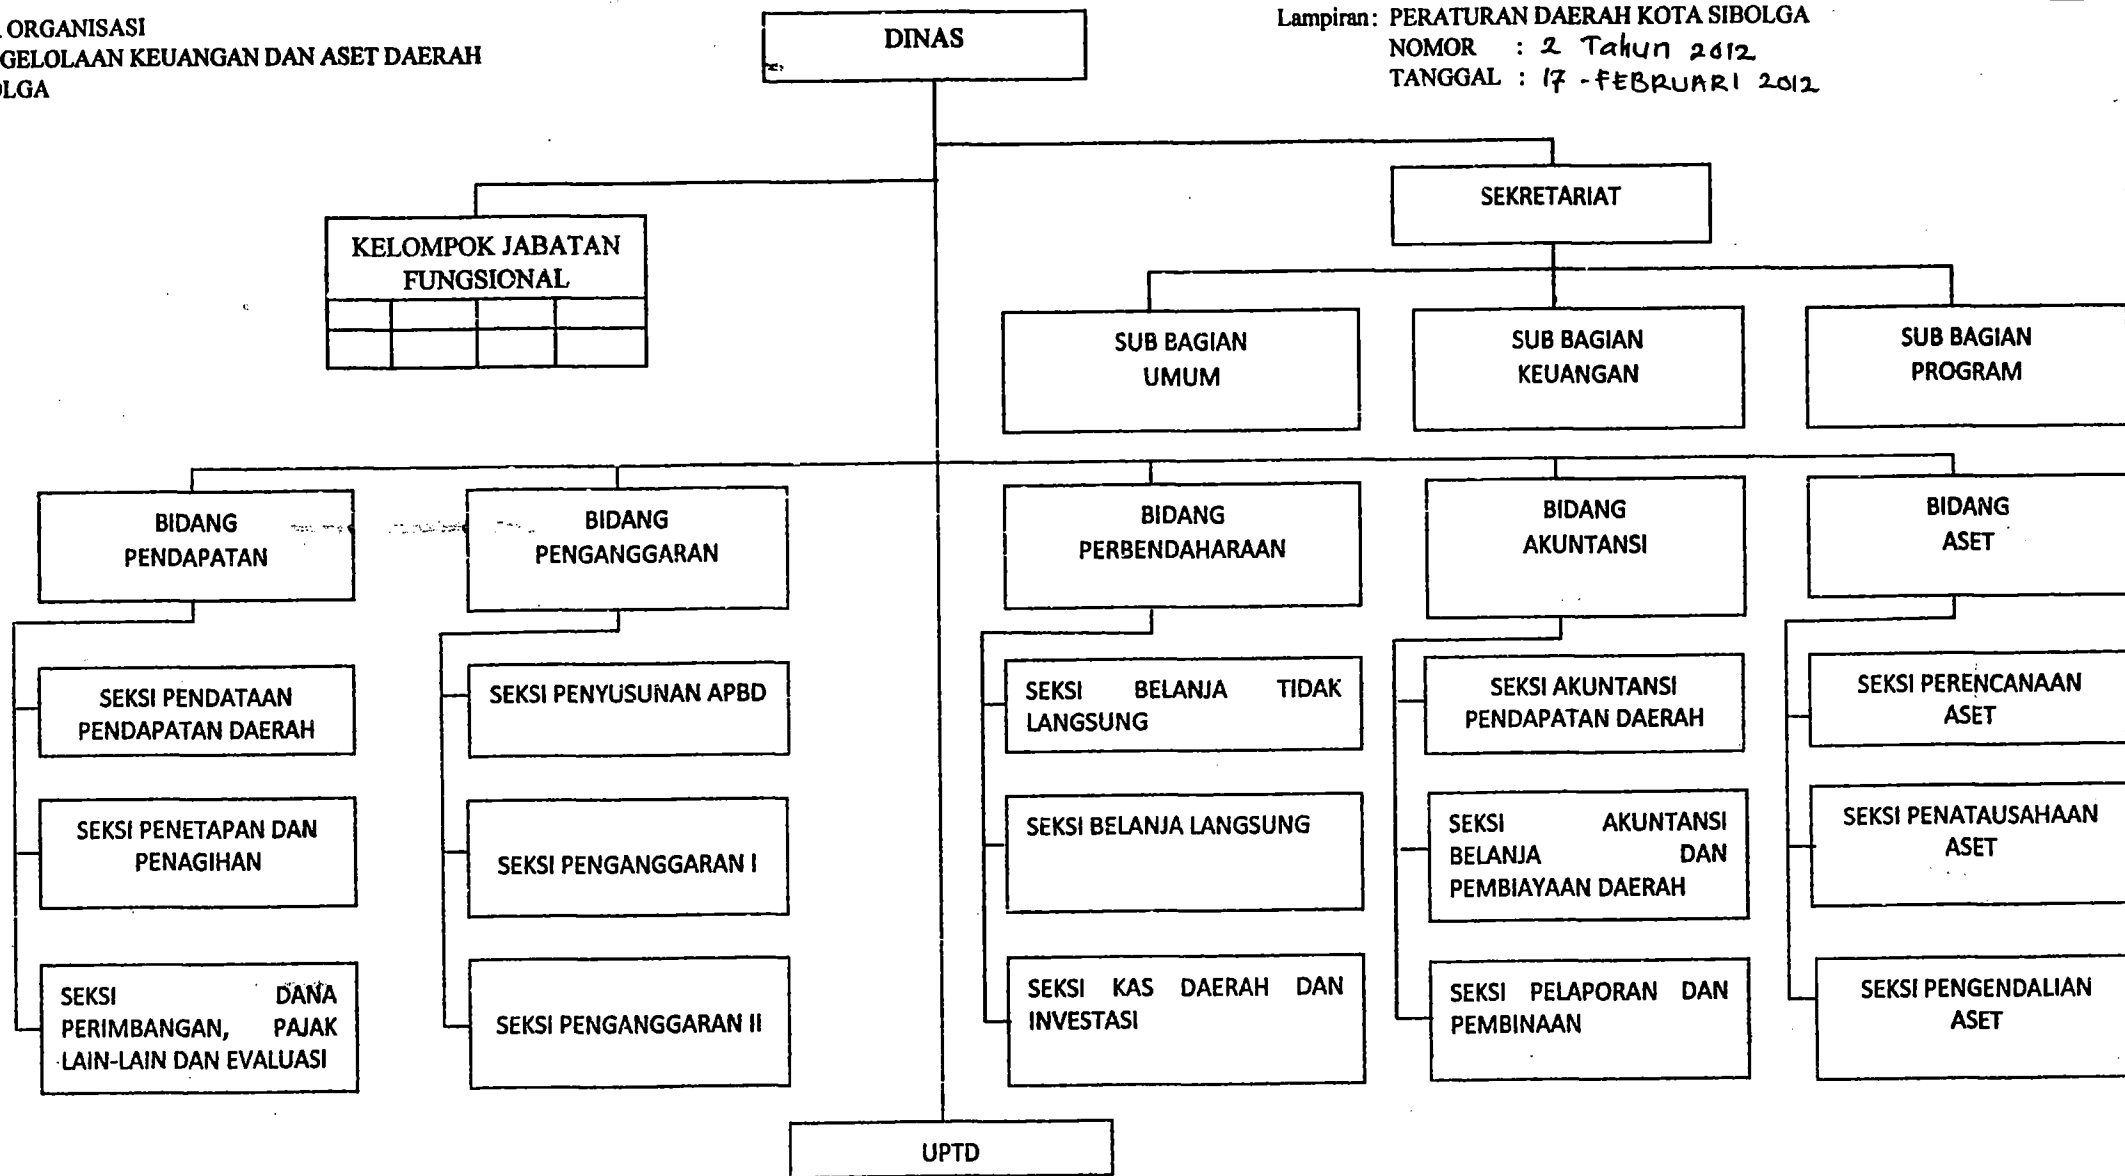 ORGANISASI
GELOLAAN KEUANGAN DAN ASET DAERAH
OLGA
DINAS
Lampiran: PERATURAN DAERAH KOTA SIBOLGA
NOMOR : 2 Tahun 2012
TANGGAL : 17 - FEBRUARI 2012
SEKRETARIAT
KELOMPOK JABATAN
FUNGSIONAL
SUB BAGIAN
UMUM
SUB BAGIAN
KEUANGAN
SUB BAGIAN
PROGRAM
BIDANG
PENDAPATAN
BIDANG
PENGANGGARAN
BIDANG
PERBENDAHARAAN
BIDANG
AKUNTANSI
BIDANG
ASET
SEKSI PENDATAAN
PENDAPATAN DAERAH
SEKSI PENYUSUNAN APBD
SEKSI BELANJA TIDAK
LANGSUNG
SEKSI AKUNTANSI
PENDAPATAN DAERAH
SEKSI PERENCANAAN
ASET
SEKSI PENETAPAN DAN
PENAGIHAN
SEKSI PENGANGGARAN I
SEKSI BELANJA LANGSUNG
SEKSI AKUNTANSI
BELANJA DAN
PEMBIAYAAN DAERAH
SEKSI PENATAUSAHAAN
ASET
SEKSI DANA
PERIMBANGAN, PAJAK
LAIN-LAIN DAN EVALUASI
SEKSI PENGANGGARAN II
SEKSI KAS DAERAH DAN
INVESTASI
SEKSI PELAPORAN DAN
PEMBINAAN
SEKSI PENGENDALIAN
ASET
UPTD